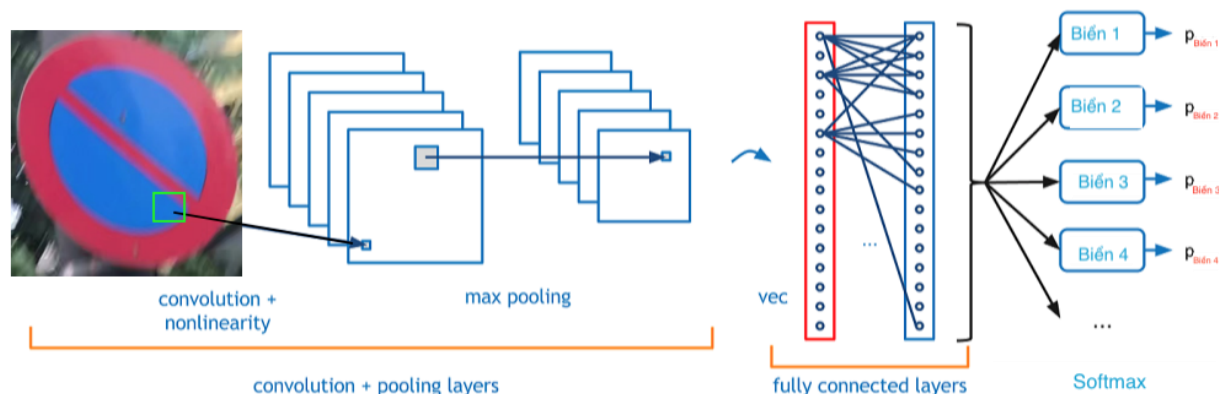 convolution +
nonlinearity
max pooling
convolution + pooling layers
vec
...
fully connected layers
Biển 1
p Biển 1
Biển 2
p Biển 2
Biển 3
p Biển 3
Biển 4
p Biển 4
...
Softmax